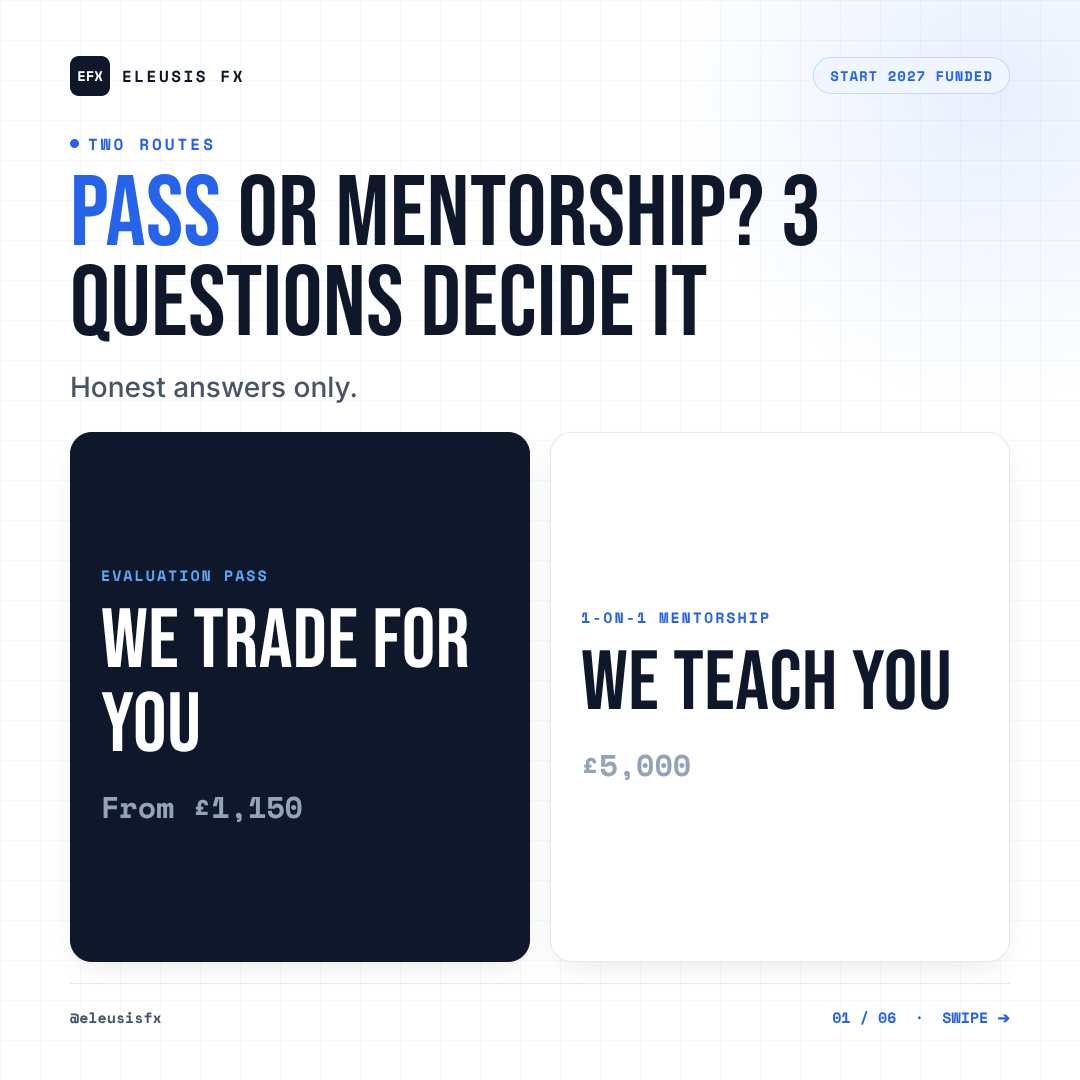 EFX ELEUSIS FX
START 2027 FUNDED
TWO ROUTES
PASS OR MENTORSHIP? 3
QUESTIONS DECIDE IT
Honest answers only.
EVALUATION PASS
WE TRADE FOR
YOU
From £1,150
1-ON-1 MENTORSHIP
WE TEACH YOU
£5,000
@eleusisfx
01 / 06 · SWIPE ➔